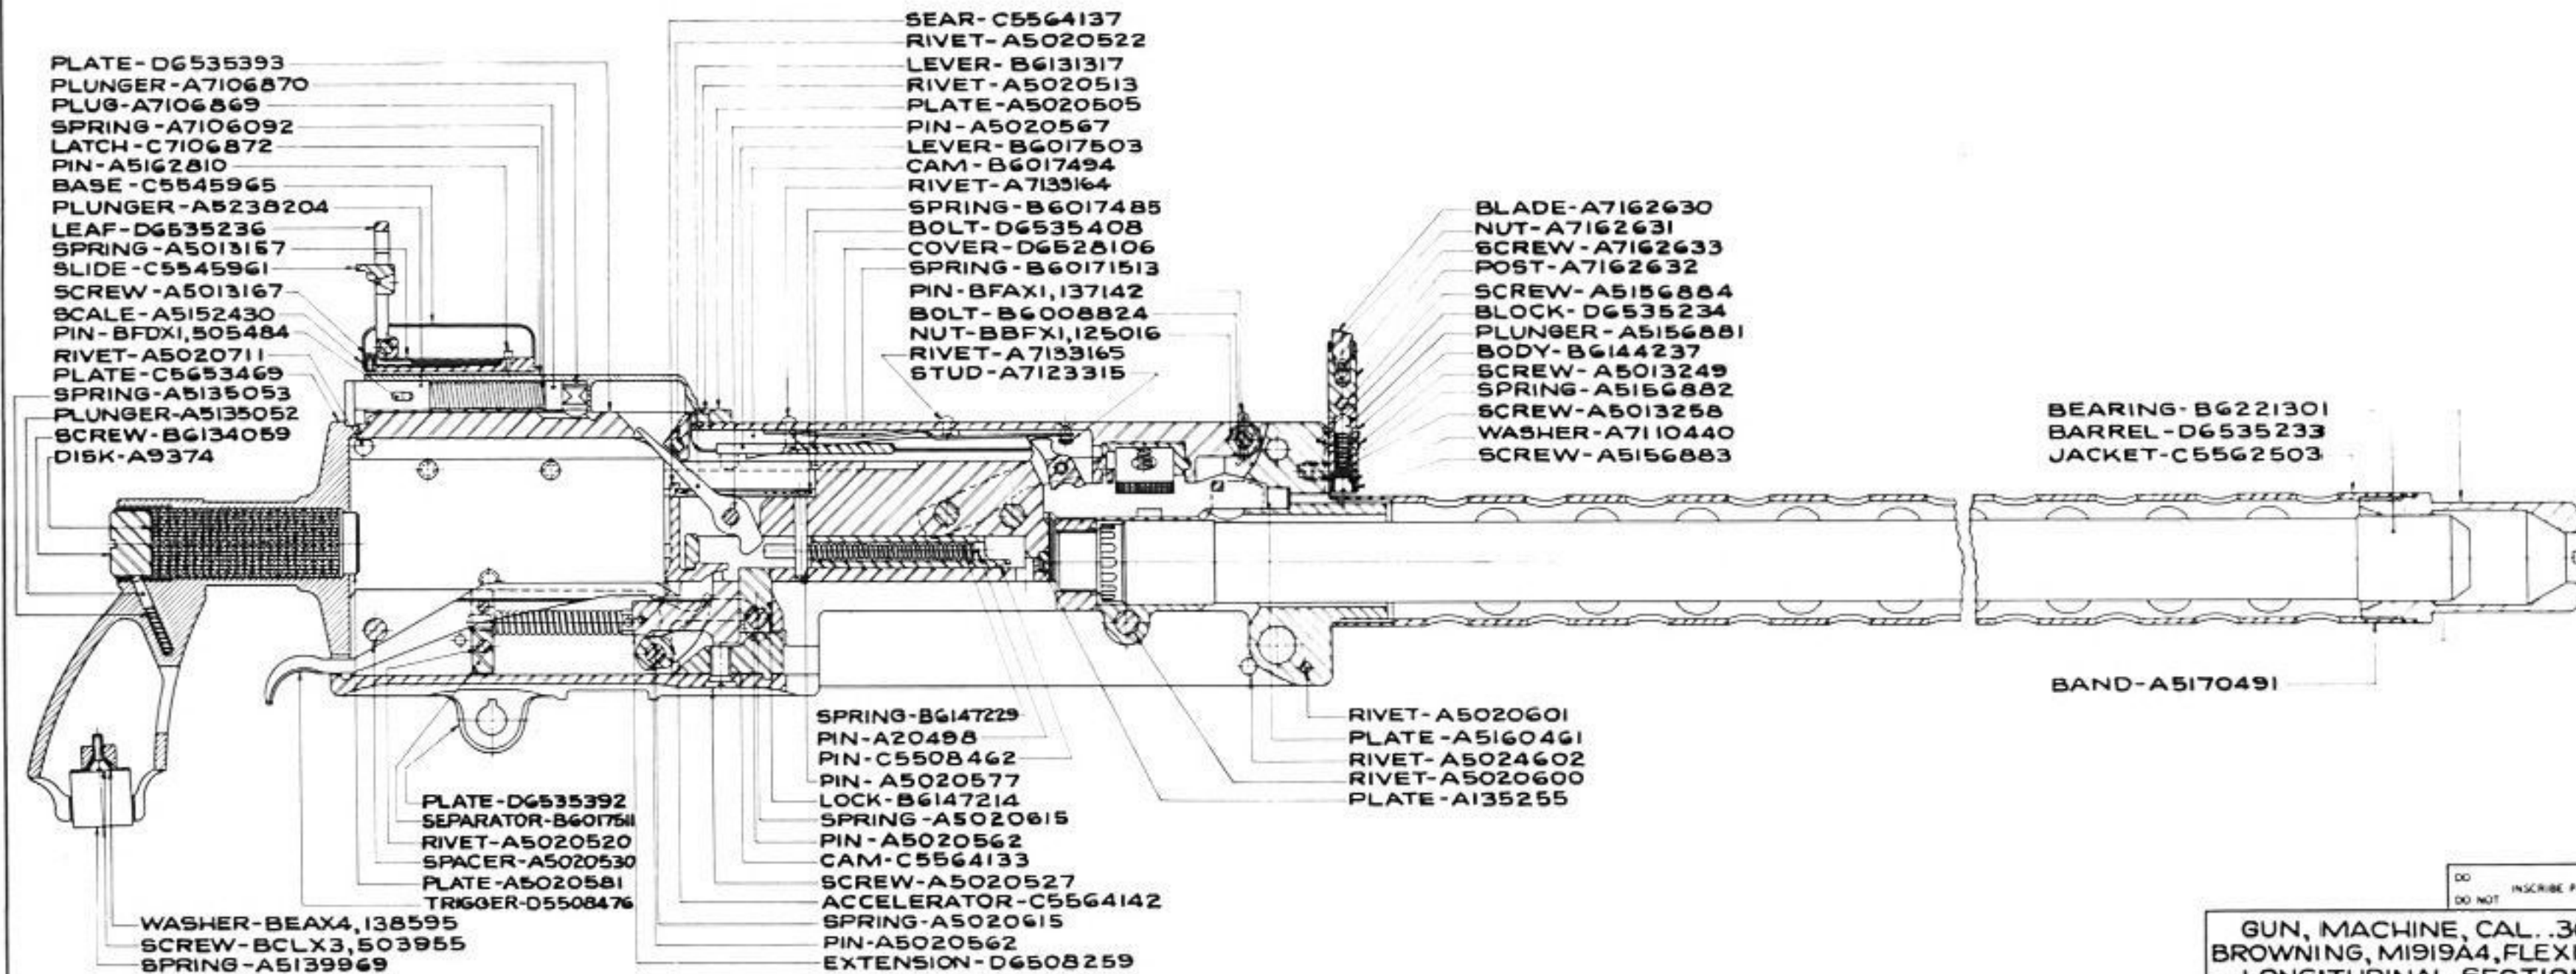 PLATE-D6535393
PLUNGER-A7106870
PLUG-A7106869
SPRING-A7106092
LATCH-C7106872
PIN-A5162810
BASE-C5545965
PLUNGER-A5238204
LEAF-D6535236
SPRING-A5013157
SLIDE-C5545961
SCREW-A5013167
SCALE-A5152430
PIN-BFDX1,505484
RIVET-A5020711
PLATE-C5653469
SPRING-A5135053
PLUNGER-A5135052
SCREW-B6134059
DISK-A9374
SEAR-C5564137
RIVET-A5020522
LEVER-B6131317
RIVET-A5020513
PLATE-A5020505
PIN-A5020567
LEVER-B6017503
CAM-B6017494
RIVET-A7135164
SPRING-B6017485
BOLT-D6535408
COVER-D6528106
SPRING-B60171513
PIN-BFAX1,137142
BOLT-B6008824
NUT-BBFX1,125016
RIVET-A7133165
STUD-A7123315
BLADE-A7162630
NUT-A7162631
SCREW-A7162633
POST-A7162632
SCREW-A5156884
BLOCK-D6535234
PLUNGER-A5156881
BODY-B6144237
SCREW-A5013249
SPRING-A5156882
SCREW-A5013258
WASHER-A7110440
SCREW-A5156883
BEARING-B6221301
BARREL-D6535233
JACKET-C5562503
BAND-A5170491
RIVET-A5020601
PLATE-A5160461
RIVET-A5024602
RIVET-A5020600
PLATE-A135255
SPRING-B6147229
PIN-A20498
PIN-C5508462
PIN-A5020577
LOCK-B6147214
SPRING-A5020615
PIN-A5020562
CAM-C5564133
SCREW-A5020527
ACCELERATOR-C5564142
SPRING-A5020615
PIN-A5020562
EXTENSION-D6508259
PLATE-D6535392
SEPARATOR-B6017511
RIVET-A5020520
SPACER-A5020530
PLATE-A5020581
TRIGGER-D5508476
WASHER-BEAX4,138595
SCREW-BCLX3,503955
SPRING-A5139969
DO
INSCRIBE
DO NOT
GUN, MACHINE, CAL.
BROWNING, M1919A4,